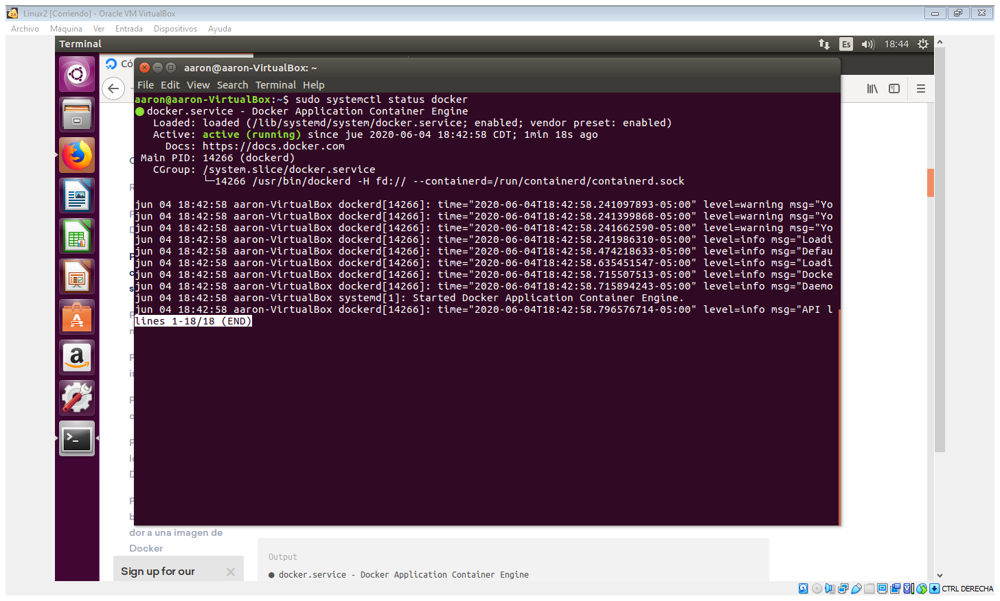 Linux2 [Corriendo] - Oracle VM VirtualBox
Archivo Máquina Ver Entrada Dispositivos Ayuda
Terminal
Es
18:44
Có
aaron@aaron-VirtualBox: ~
File Edit View Search Terminal Help
aaron@aaron-VirtualBox:~$ sudo systemctl status docker
● docker.service - Docker Application Container Engine
Loaded: loaded (/lib/systemd/system/docker.service; enabled; vendor preset: enabled)
Active: active (running) since jue 2020-06-04 18:42:58 CDT; 1min 18s ago
Docs: https://docs.docker.com
Main PID: 14266 (dockerd)
CGroup: /system.slice/docker.service
└─14266 /usr/bin/dockerd -H fd:// --containerd=/run/containerd/containerd.sock
jun 04 18:42:58 aaron-VirtualBox dockerd[14266]: time="2020-06-04T18:42:58.241097893-05:00" level=warning msg="Yo
jun 04 18:42:58 aaron-VirtualBox dockerd[14266]: time="2020-06-04T18:42:58.241399868-05:00" level=warning msg="Yo
jun 04 18:42:58 aaron-VirtualBox dockerd[14266]: time="2020-06-04T18:42:58.241662590-05:00" level=warning msg="Yo
jun 04 18:42:58 aaron-VirtualBox dockerd[14266]: time="2020-06-04T18:42:58.241986310-05:00" level=info msg="Loadi
jun 04 18:42:58 aaron-VirtualBox dockerd[14266]: time="2020-06-04T18:42:58.474218633-05:00" level=info msg="Defau
jun 04 18:42:58 aaron-VirtualBox dockerd[14266]: time="2020-06-04T18:42:58.635451547-05:00" level=info msg="Loadi
jun 04 18:42:58 aaron-VirtualBox dockerd[14266]: time="2020-06-04T18:42:58.715507513-05:00" level=info msg="Docke
jun 04 18:42:58 aaron-VirtualBox dockerd[14266]: time="2020-06-04T18:42:58.715894243-05:00" level=info msg="Daemo
jun 04 18:42:58 aaron-VirtualBox systemd[1]: Started Docker Application Container Engine.
jun 04 18:42:58 aaron-VirtualBox dockerd[14266]: time="2020-06-04T18:42:58.796576714-05:00" level=info msg="API l
lines 1-18/18 (END)
dor a una imagen de
Docker
Sign up for our
Output
● docker.service - Docker Application Container Engine
CTRL DERECHA